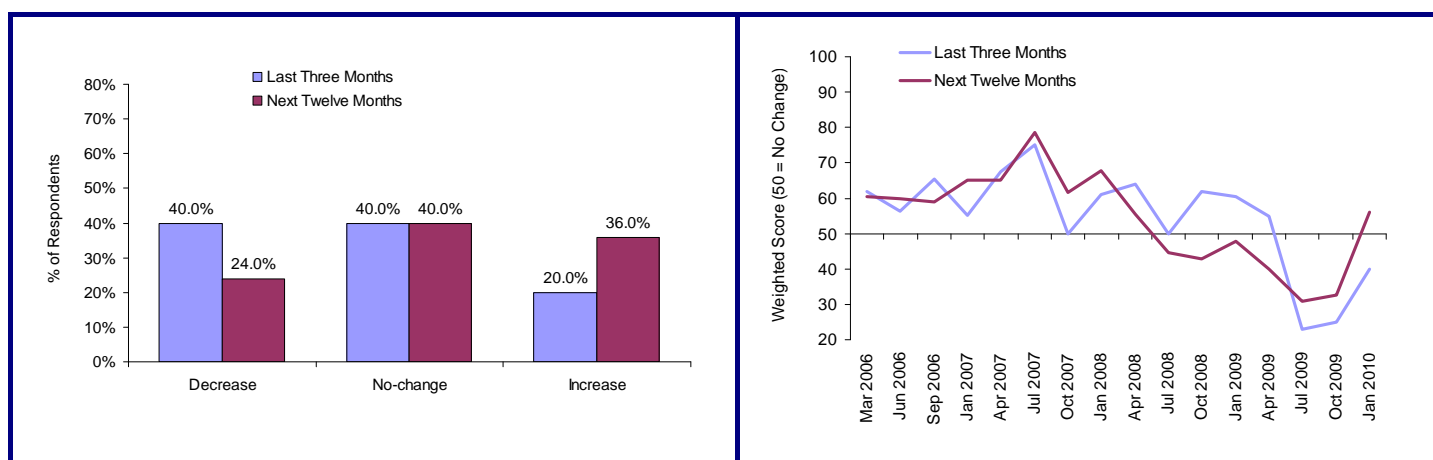 Last Three Months
Next Twelve Months
80%
70%
60%
50%
40%
30%
20%
10%
0%
% of Respondents
40.0%
24.0%
40.0%
40.0%
20.0%
36.0%
Decrease
No-change
Increase
Last Three Months
Next Twelve Months
100
90
80
70
60
50
40
30
20
Weighted Score (50 = No Change)
Mar 2006
Jun 2006
Sep 2006
Jan 2007
Apr 2007
Jul 2007
Oct 2007
Jan 2008
Apr 2008
Jul 2008
Oct 2008
Jan 2009
Apr 2009
Jul 2009
Oct 2009
Jan 2010